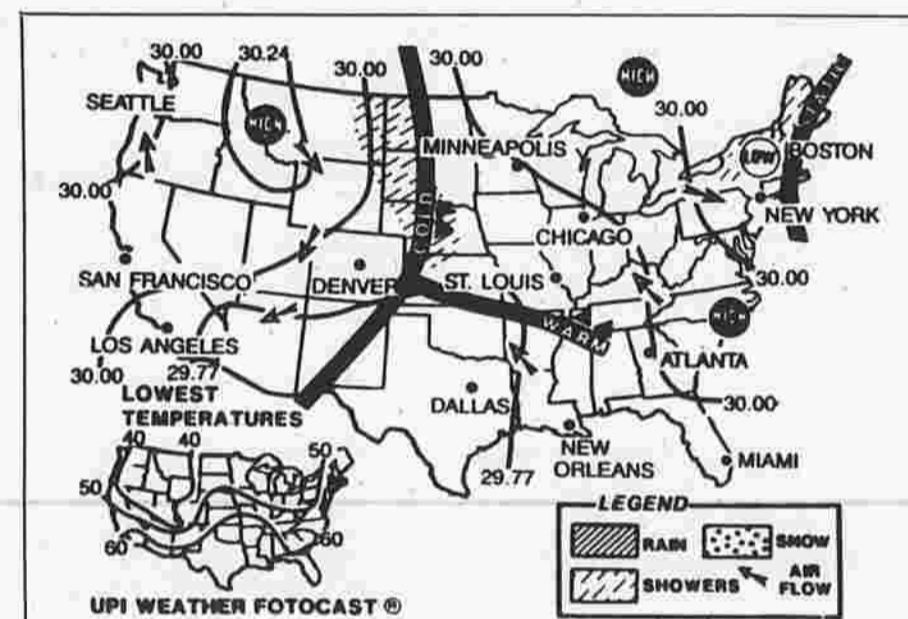 30.00
30.24
30.00
30.00
HIGH
SEATTLE
HIGH
30.00
MINNEAPOLIS
LOW
BOSTON
30.00
COLD
NEW YORK
CHICAGO
SAN FRANCISCO
DENVER
ST. LOUIS
30.00
WARM
HIGH
LOS ANGELES
ATLANTA
30.00
29.77
LOWEST
TEMPERATURES
DALLAS
30.00
40
40
50
NEW
ORLEANS
MIAMI
29.77
50
60
60
LEGEND
RAIN
SNOW
SHOWERS
AIR
FLOW
UPI WEATHER FOTOCAST ®